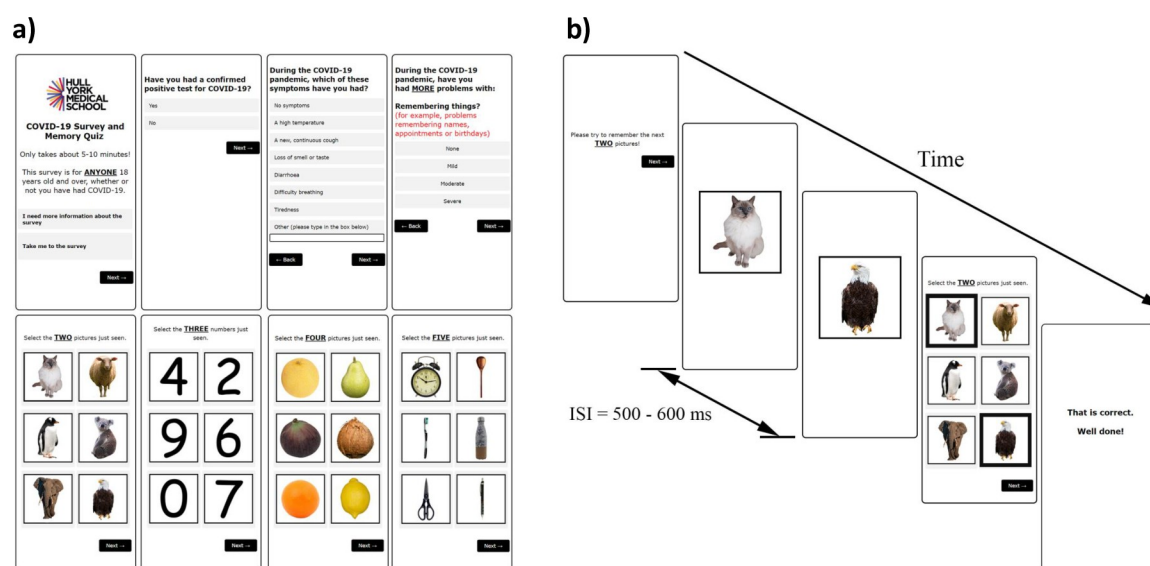 a)
HULL
YORK
MEDICAL
SCHOOL
COVID-19 Survey and
Memory Quiz
Only takes about 5-10 minutes!
This survey is for ANYONE 18
years old and over, whether or
not you have had COVID-19.
I need more information about the
survey
Take me to the survey
Next →
Have you had a confirmed
positive test for COVID-19?
Yes
No
Next →
During the COVID-19
pandemic, which of these
symptoms have you had?
No symptoms
A high temperature
A new, continuous cough
Loss of smell or taste
Diarrhoea
Difficulty breathing
Tiredness
Other (please type in the box below)
← Back
Next →
During the COVID-19
pandemic, have you
had MORE problems with:
Remembering things?
(for example, problems
remembering names,
appointments or birthdays)
None
Mild
Moderate
Severe
← Back
Next →
Select the TWO pictures just seen.
Next →
Select the THREE numbers just
seen.
4 2
9 6
0 7
Next →
Select the FOUR pictures just seen.
Next →
Select the FIVE pictures just seen.
Next →
b)
Please try to remember the next
TWO pictures!
Next →
Time
ISI = 500 - 600 ms
Select the TWO pictures just seen.
Next →
That is correct.
Well done!